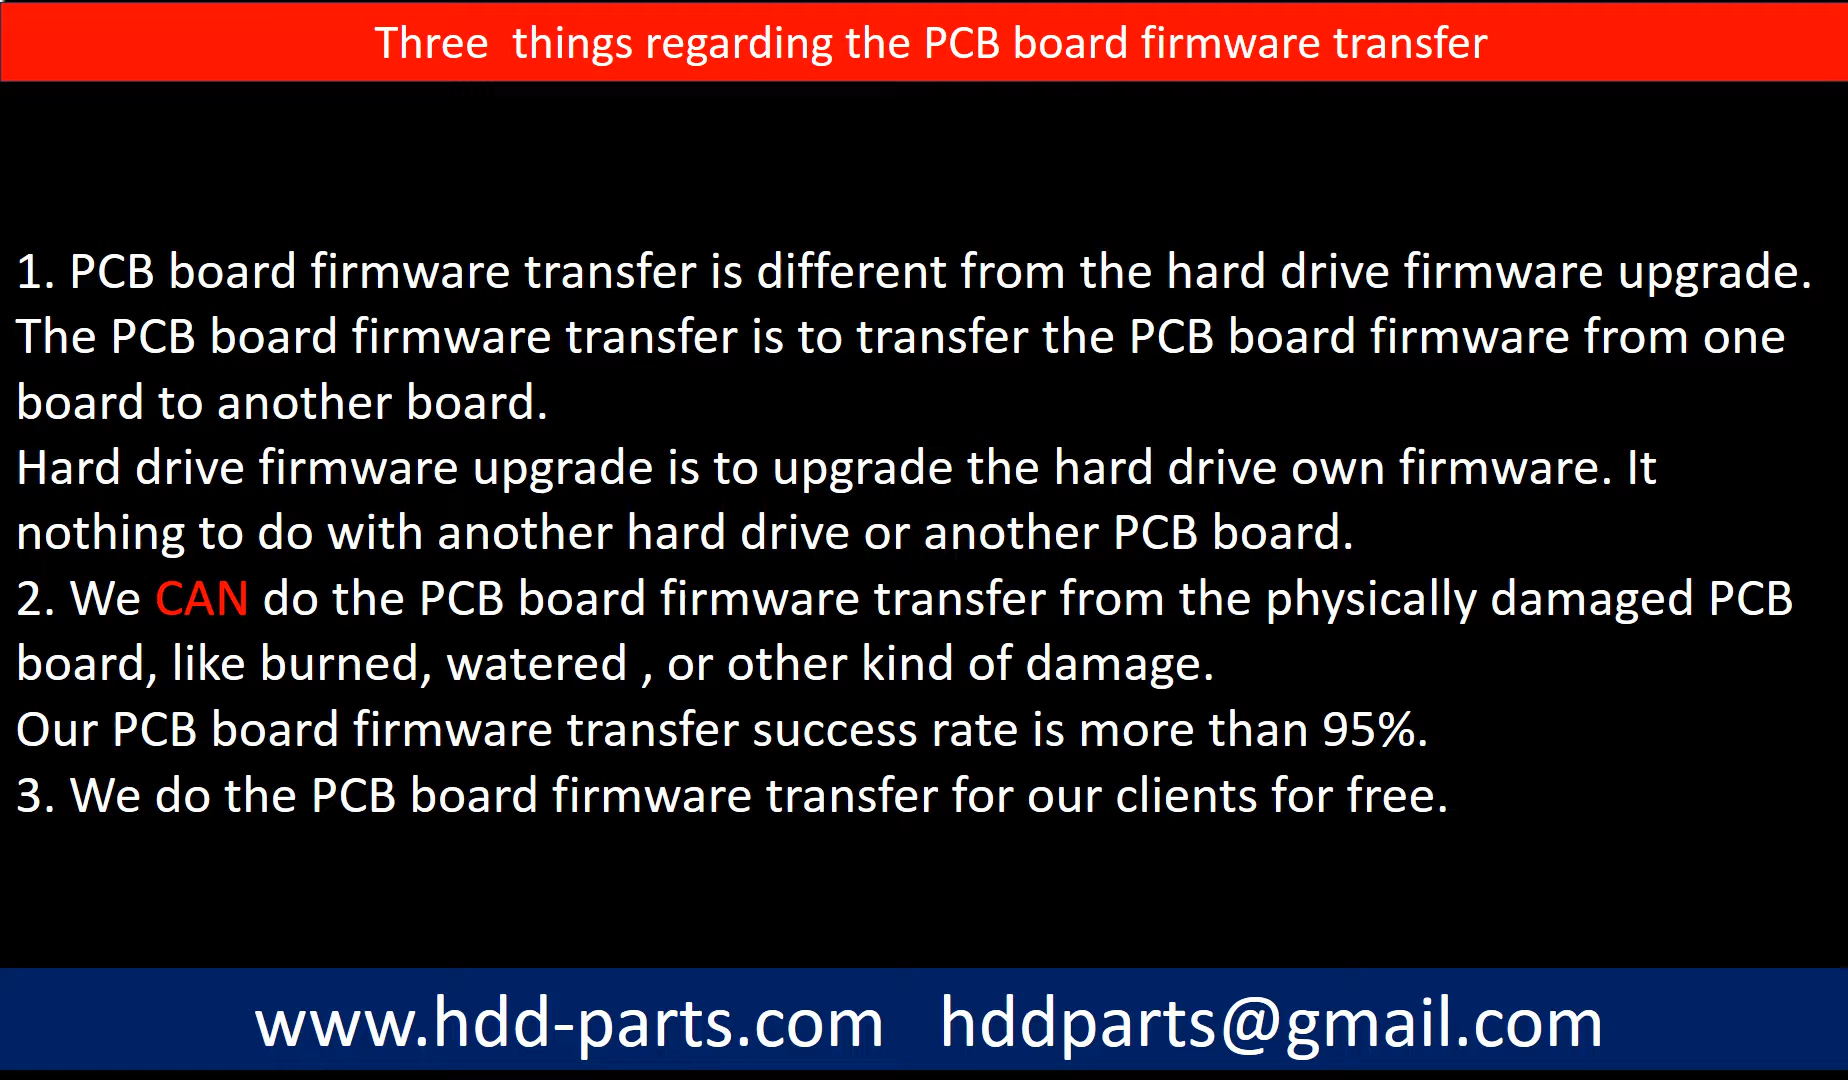 Three  things regarding the PCB board firmware transfer
1. PCB board firmware transfer is different from the hard drive firmware upgrade.
The PCB board firmware transfer is to transfer the PCB board firmware from one
board to another board.
Hard drive firmware upgrade is to upgrade the hard drive own firmware. It
nothing to do with another hard drive or another PCB board.
2. We CAN do the PCB board firmware transfer from the physically damaged PCB
board, like burned, watered , or other kind of damage.
Our PCB board firmware transfer success rate is more than 95%.
3. We do the PCB board firmware transfer for our clients for free.
www.hdd-parts.com   hddparts@gmail.com